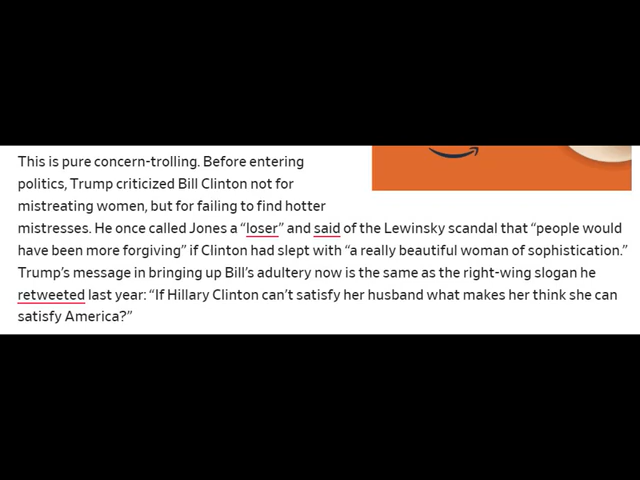 This is pure concern-trolling. Before entering
politics, Trump criticized Bill Clinton not for
mistreating women, but for failing to find hotter
mistresses. He once called Jones a “loser” and said of the Lewinsky scandal that “people would
have been more forgiving” if Clinton had slept with “a really beautiful woman of sophistication.”
Trump’s message in bringing up Bill’s adultery now is the same as the right-wing slogan he
retweeted last year: “If Hillary Clinton can’t satisfy her husband what makes her think she can
satisfy America?”